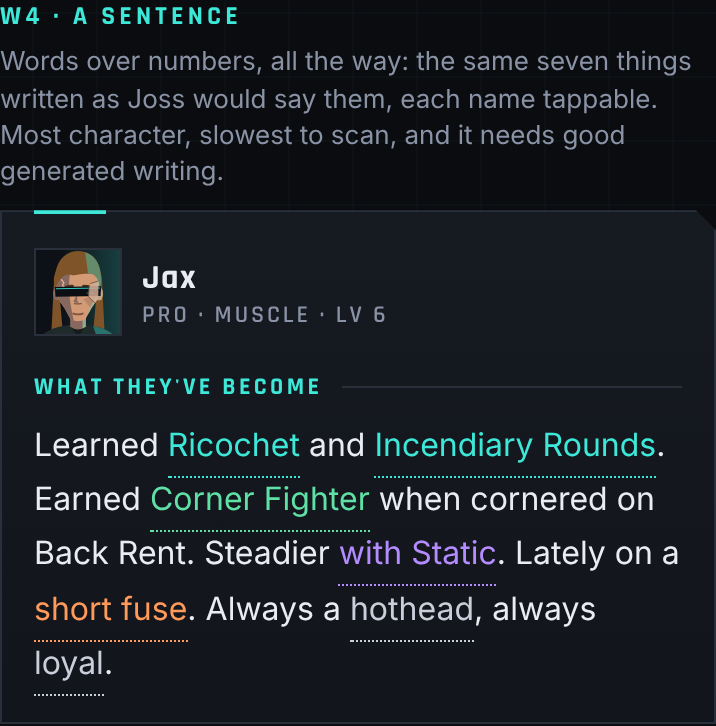 W4 · A SENTENCE
Words over numbers, all the way: the same seven things
written as Joss would say them, each name tappable.
Most character, slowest to scan, and it needs good
generated writing.
Jax
PRO · MUSCLE · LV 6
WHAT THEY'VE BECOME
Learned Ricochet and Incendiary Rounds.
Earned Corner Fighter when cornered on
Back Rent. Steadier with Static. Lately on a
short fuse. Always a hothead, always
loyal.